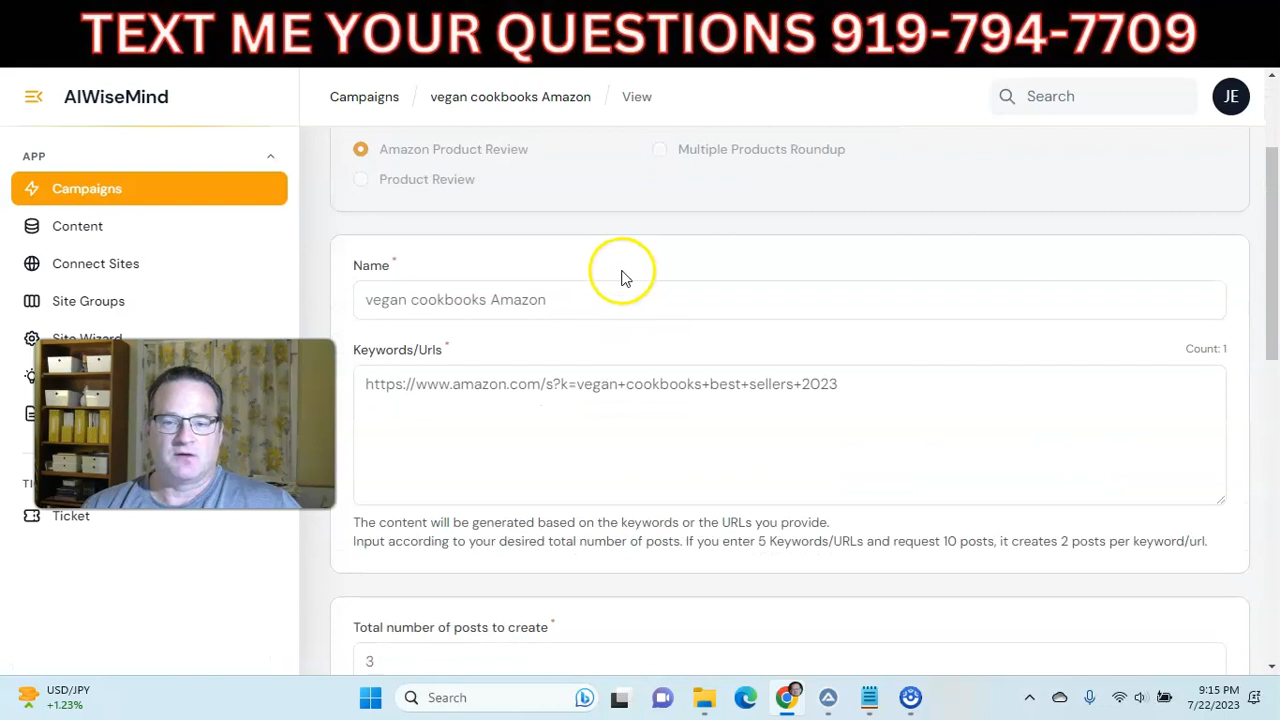 TEXT ME YOUR QUESTIONS 919-794-7709
AIWiseMind
Campaigns / vegan cookbooks Amazon / View
Search
JE
APP
Campaigns
Content
Connect Sites
Site Groups
Site Wizard
Ticket
Amazon Product Review
Multiple Products Roundup
Product Review
Name *
vegan cookbooks Amazon
Keywords/Urls *
Count: 1
https://www.amazon.com/s?k=vegan+cookbooks+best+sellers+2023
The content will be generated based on the keywords or the URLs you provide.
Input according to your desired total number of posts. If you enter 5 Keywords/URLs and request 10 posts, it creates 2 posts per keyword/url.
Total number of posts to create *
3
USD/JPY
+1.23%
Search
9:15 PM
7/22/2023